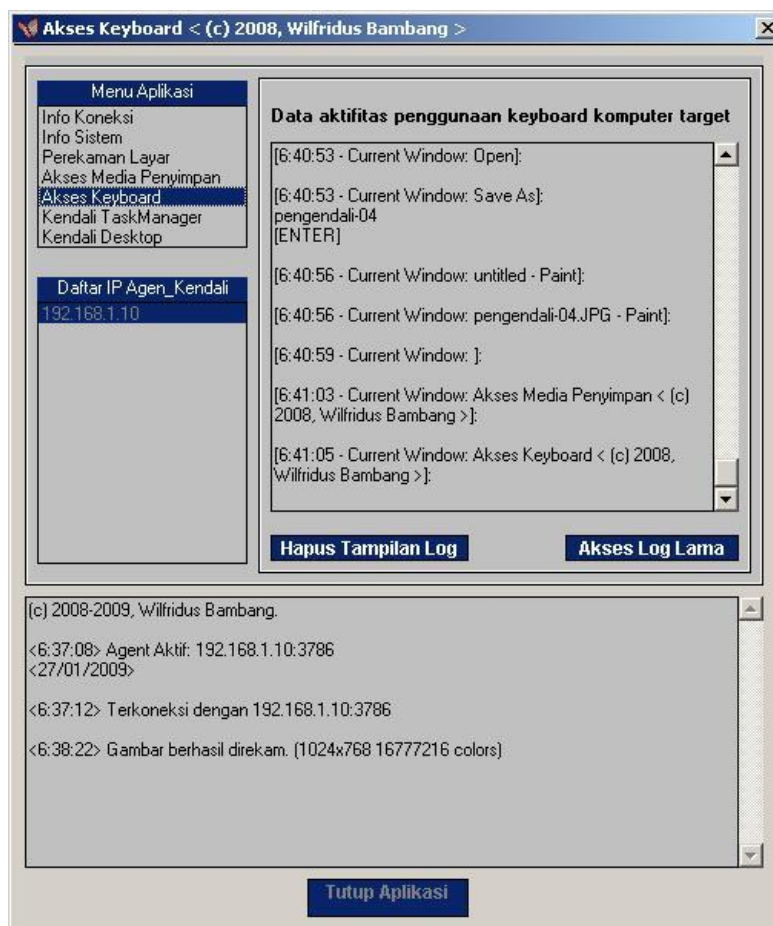 Akses Keyboard < (c) 2008, Wilfridus Bambang >
Menu Aplikasi
Info Koneksi
Info Sistem
Perekaman Layar
Akses Media Penyimpan
Akses Keyboard
Kendali TaskManager
Kendali Desktop
Daftar IP Agen_Kendali
192.168.1.10
Data aktifitas penggunaan keyboard komputer target
[6:40:53 - Current Window: Open]:
[6:40:53 - Current Window: Save As]:
pengendali-04
[ENTER]
[6:40:56 - Current Window: untitled - Paint]:
[6:40:56 - Current Window: pengendali-04.JPG - Paint]:
[6:40:59 - Current Window: ]:
[6:41:03 - Current Window: Akses Media Penyimpan < (c)
2008, Wilfridus Bambang >]:
[6:41:05 - Current Window: Akses Keyboard < (c) 2008,
Wilfridus Bambang >]:
Hapus Tampilan Log
Akses Log Lama
(c) 2008-2009, Wilfridus Bambang.
<6:37:08> Agent Aktif: 192.168.1.10:3786
<27/01/2009>
<6:37:12> Terkoneksi dengan 192.168.1.10:3786
<6:38:22> Gambar berhasil direkam. (1024x768 16777216 colors)
Tutup Aplikasi